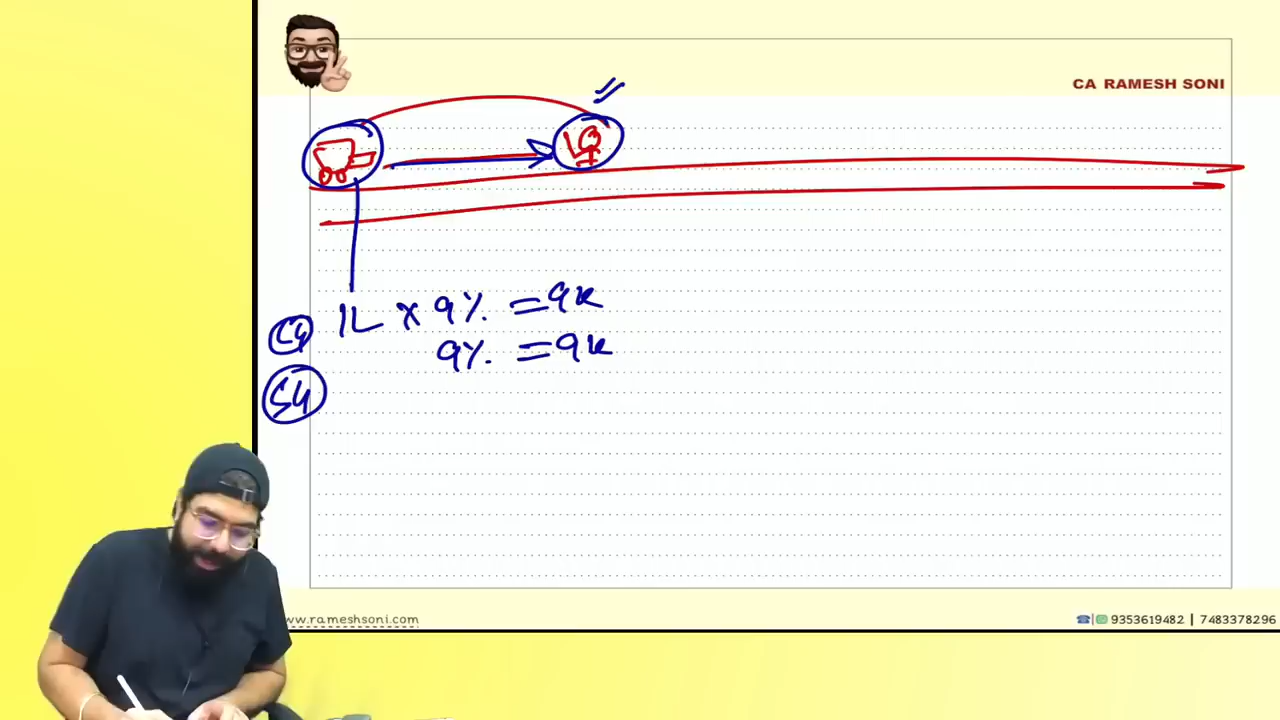 CA RAMESH SONI
CG 1L x 9% = 9k
9% = 9k
SG
www.rameshsoni.com
9353619482 | 7483378296